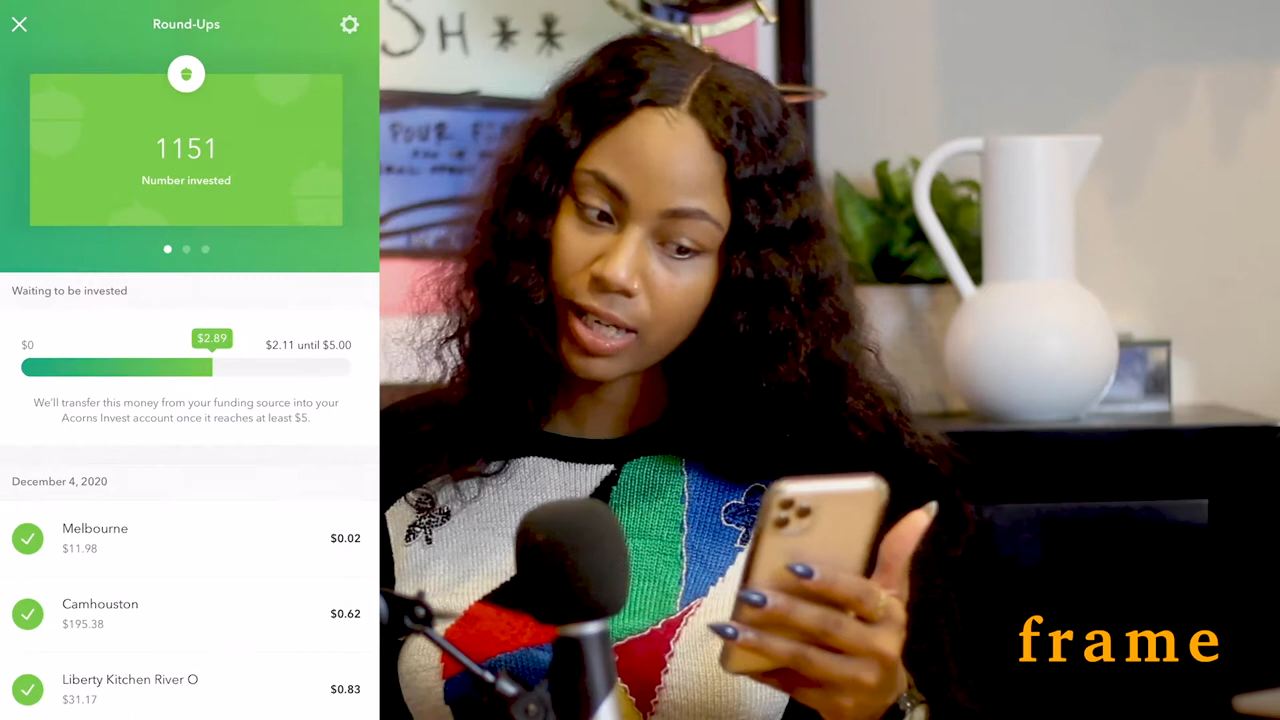 Round-Ups
1151
Number invested
Waiting to be invested
$2.89
$0
$2.11 until $5.00
We'll transfer this money from your funding source into your
Acorns Invest account once it reaches at least $5.
December 4, 2020
Melbourne
$11.98
$0.02
Camhouston
$195.38
$0.62
Liberty Kitchen River O
$31.17
$0.83
SH**
POUR
frame